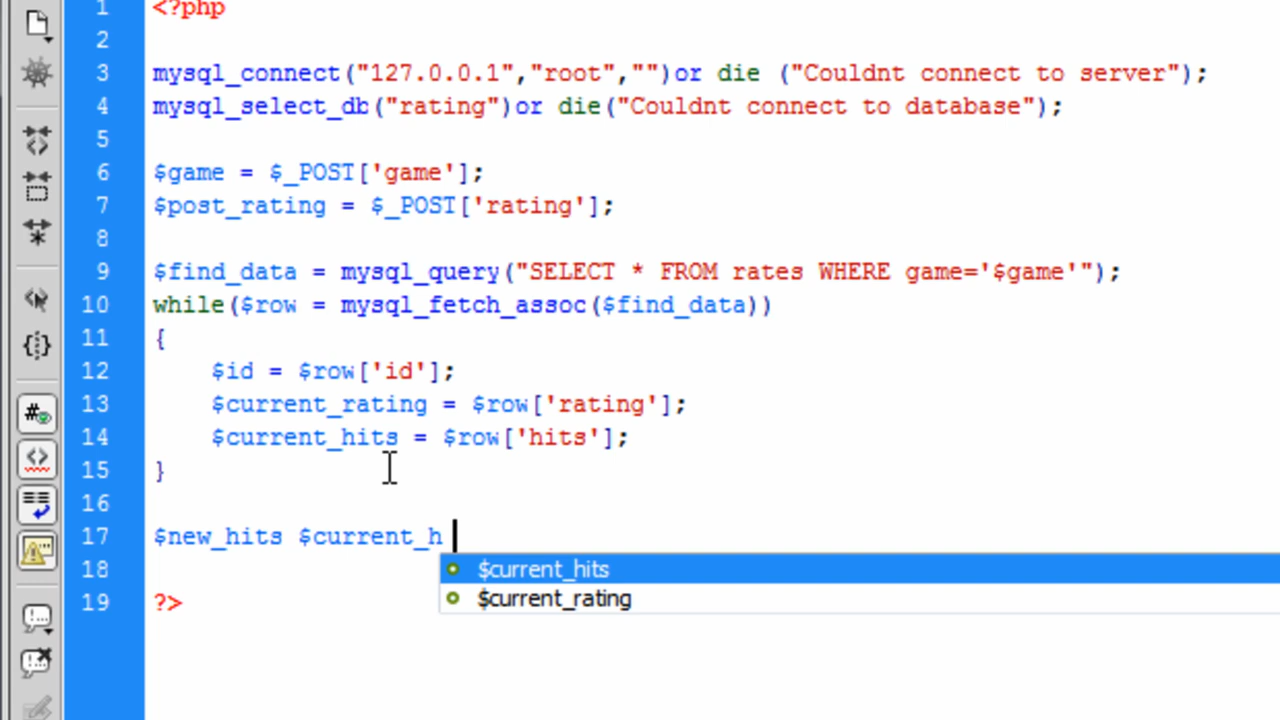 1 <?php
2
3 mysql_connect("127.0.0.1","root","")or die ("Couldnt connect to server");
4 mysql_select_db("rating")or die("Couldnt connect to database");
5
6 $game = $_POST['game'];
7 $post_rating = $_POST['rating'];
8
9 $find_data = mysql_query("SELECT * FROM rates WHERE game='$game'");
10 while($row = mysql_fetch_assoc($find_data))
11 {
12     $id = $row['id'];
13     $current_rating = $row['rating'];
14     $current_hits = $row['hits'];
15 }
16
17 $new_hits $current_h
$current_hits
18
$current_rating
19 ?>